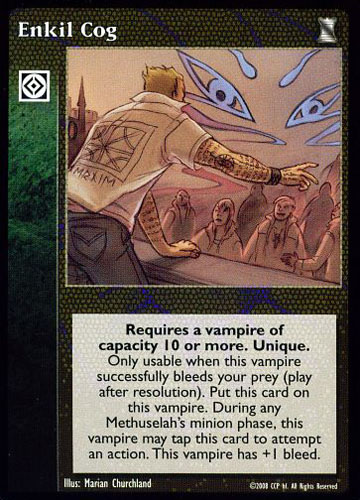 Enkil Cog
MAXIM
Requires a vampire of
capacity 10 or more. Unique.
Only usable when this vampire
successfully bleeds your prey (play
after resolution). Put this card on
this vampire. During any
Methuselah's minion phase, this
vampire may tap this card to attempt
an action. This vampire has +1 bleed.
Illus: Marian Churchland
©2008 CCP hf. All Rights Reserved